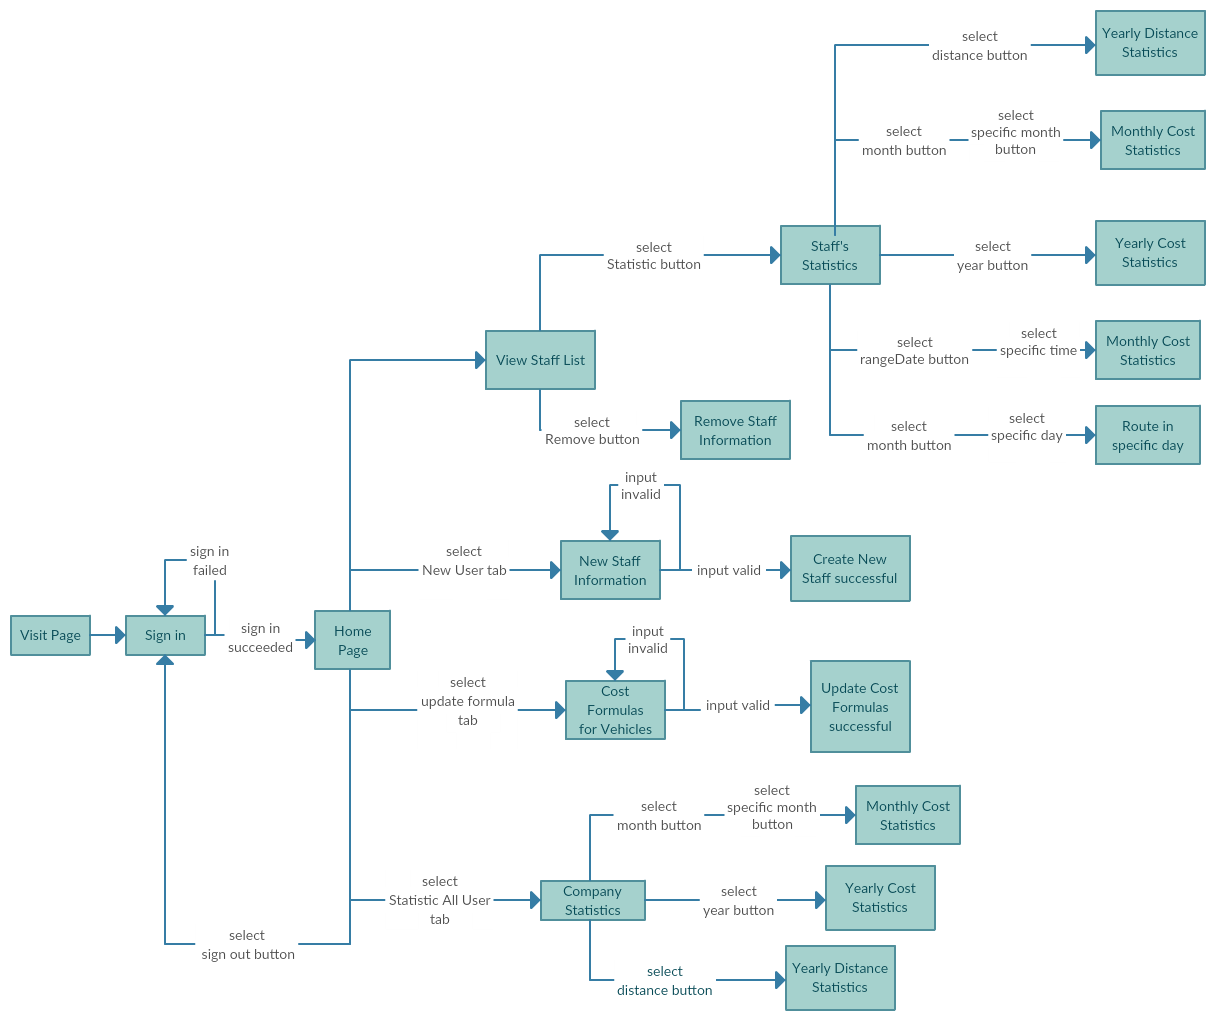 select
distance button
Yearly Distance
Statistics
select
month button
select
specific month
button
Monthly Cost
Statistics
select
Statistic button
Staff's
Statistics
select
year button
Yearly Cost
Statistics
View Staff List
select
rangeDate button
select
specific time
Monthly Cost
Statistics
select
Remove button
Remove Staff
Information
select
month button
select
specific day
Route in
specific day
input
invalid
select
New User tab
New Staff
Information
input valid
Create New
Staff successful
sign in
failed
Visit Page
Sign in
sign in
succeeded
Home
Page
input
invalid
select
update formula
tab
Cost
Formulas
for Vehicles
input valid
Update Cost
Formulas
successful
select
month button
select
specific month
button
Monthly Cost
Statistics
select
Statistic All User
tab
Company
Statistics
select
year button
Yearly Cost
Statistics
select
sign out button
select
distance button
Yearly Distance
Statistics